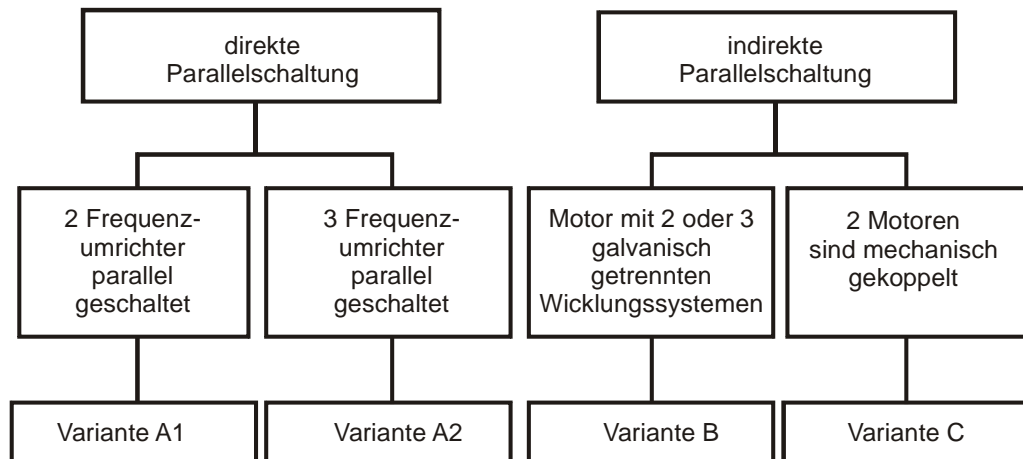 direkte
Parallelschaltung
indirekte
Parallelschaltung
2 Frequenz-
umrichter
parallel
geschaltet
3 Frequenz-
umrichter
parallel
geschaltet
Motor mit 2 oder 3
galvanisch
getrennten
Wicklungssystemen
2 Motoren
sind mechanisch
gekoppelt
Variante A1
Variante A2
Variante B
Variante C